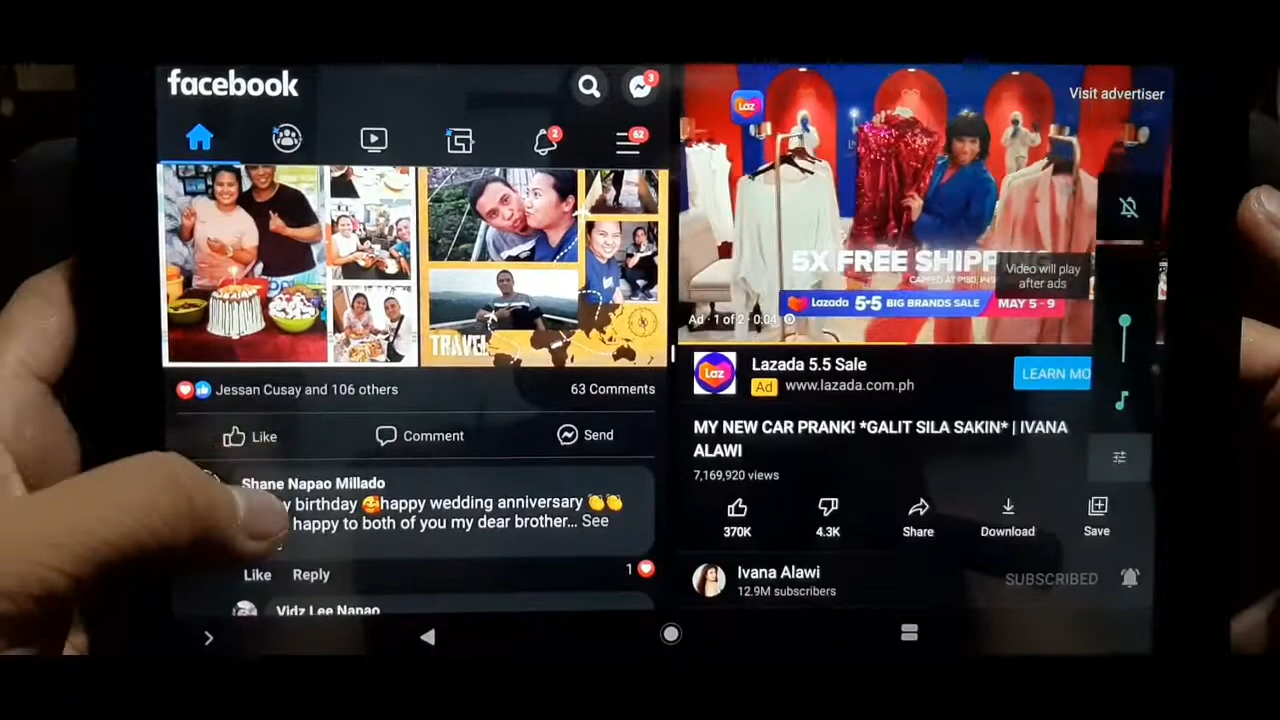 facebook
3
2
62
TRAVEL
Jessan Cusay and 106 others
63 Comments
Like
Comment
Send
Shane Napao Millado
birthday 🥰happy wedding anniversary 👏👏
happy to both of you my dear brother... See
Like
Reply
1
Vidz Lee Napao
Laz
Visit advertiser
5X FREE SHIPP
Video will play
after ads
Lazada 5.5 BIG BRANDS SALE MAY 5 - 9
Ad · 1 of 2 · 0:04
Laz
Lazada 5.5 Sale
Ad www.lazada.com.ph
LEARN MO
MY NEW CAR PRANK! *GALIT SILA SAKIN* | IVANA
ALAWI
7,169,920 views
370K
4.3K
Share
Download
Save
Ivana Alawi
12.9M subscribers
SUBSCRIBED